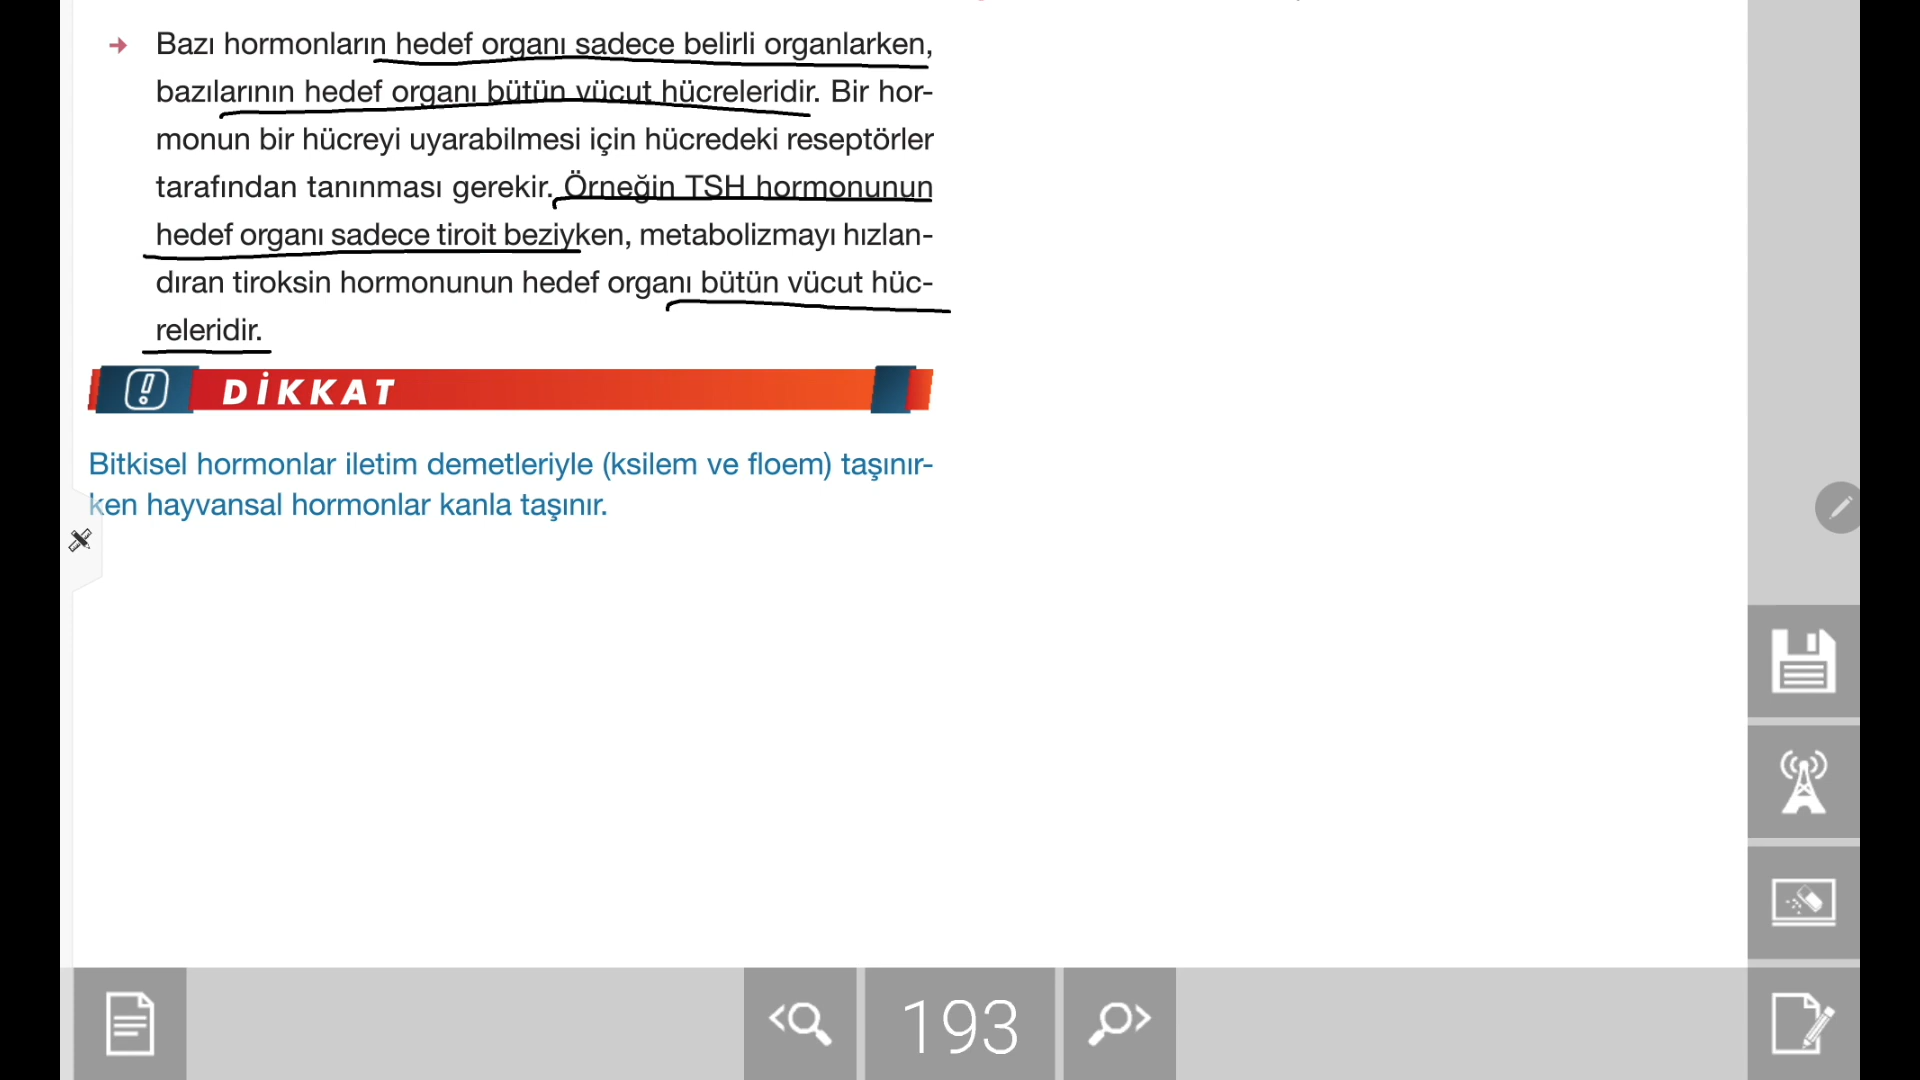 Bazı hormonların hedef organı sadece belirli organlarken,
bazılarının hedef organı bütün vücut hücreleridir. Bir hor-
monun bir hücreyi uyarabilmesi için hücredeki reseptörler
tarafından tanınması gerekir. Örneğin TSH hormonunun
hedef organı sadece tiroit beziyken, metabolizmayı hızlan-
dıran tiroksin hormonunun hedef organı bütün vücut hüc-
releridir.
DİKKAT
Bitkisel hormonlar iletim demetleriyle (ksilem ve floem) taşınır-
ken hayvansal hormonlar kanla taşınır.
193